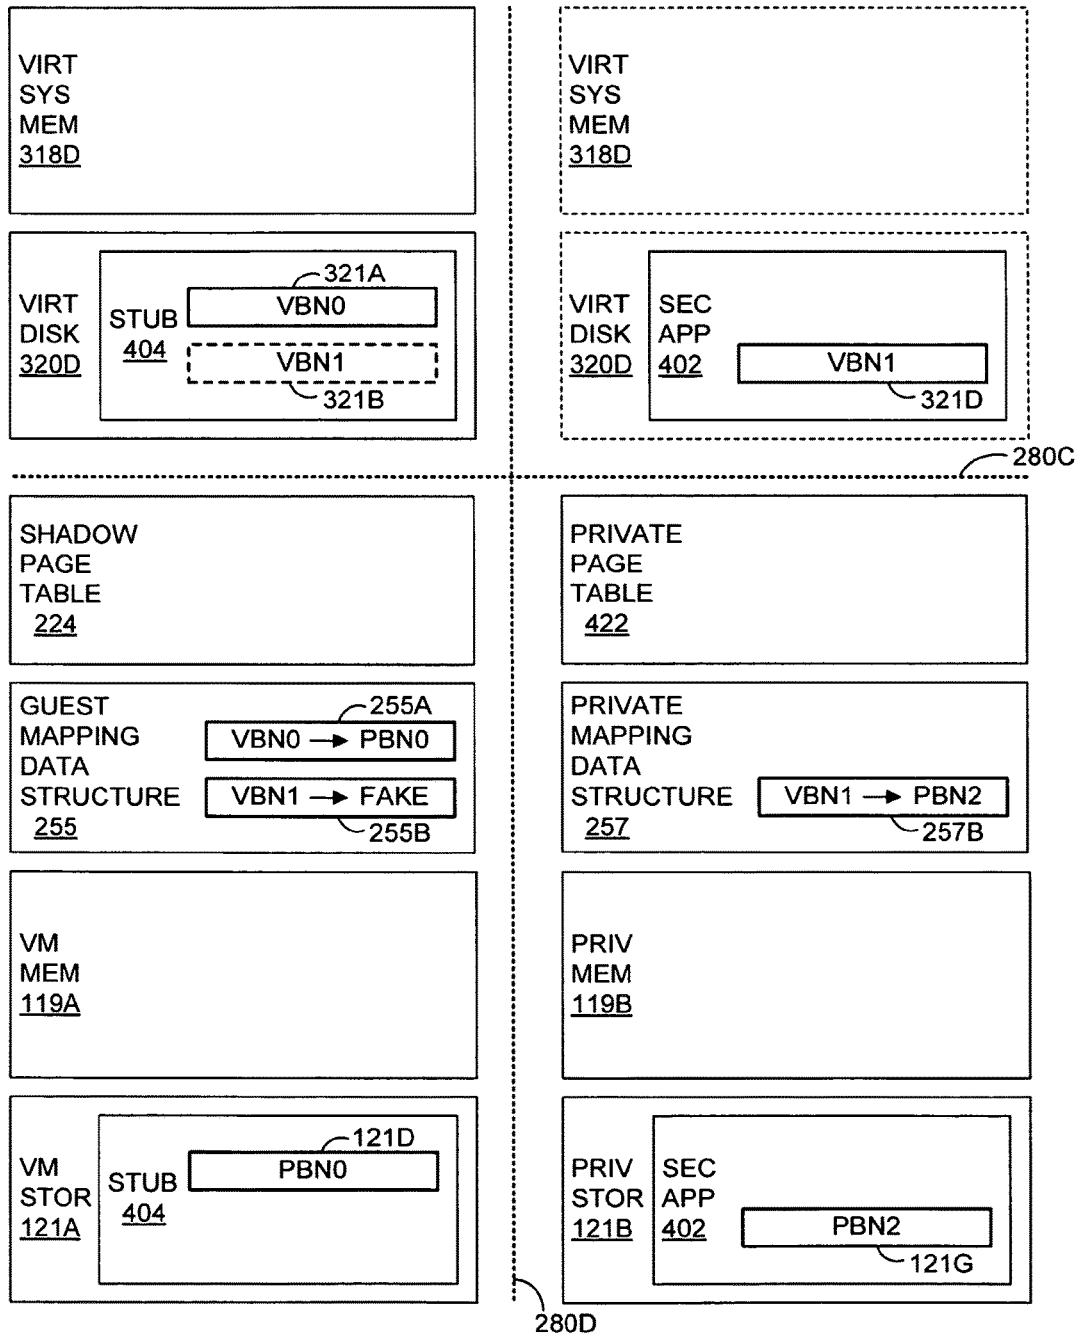 VIRT
SYS
MEM
318D
VIRT
SYS
MEM
318D
VIRT
DISK
320D
STUB
404
321A
VBN0
VBN1
321B
VIRT
DISK
320D
SEC
APP
402
VBN1
321D
280C
SHADOW
PAGE
TABLE
224
PRIVATE
PAGE
TABLE
422
GUEST
MAPPING
DATA
STRUCTURE
255
255A
VBN0 → PBN0
VBN1 → FAKE
255B
PRIVATE
MAPPING
DATA
STRUCTURE
257
VBN1 → PBN2
257B
VM
MEM
119A
PRIV
MEM
119B
VM
STOR
121A
STUB
404
121D
PBN0
PRIV
STOR
121B
SEC
APP
402
PBN2
121G
280D